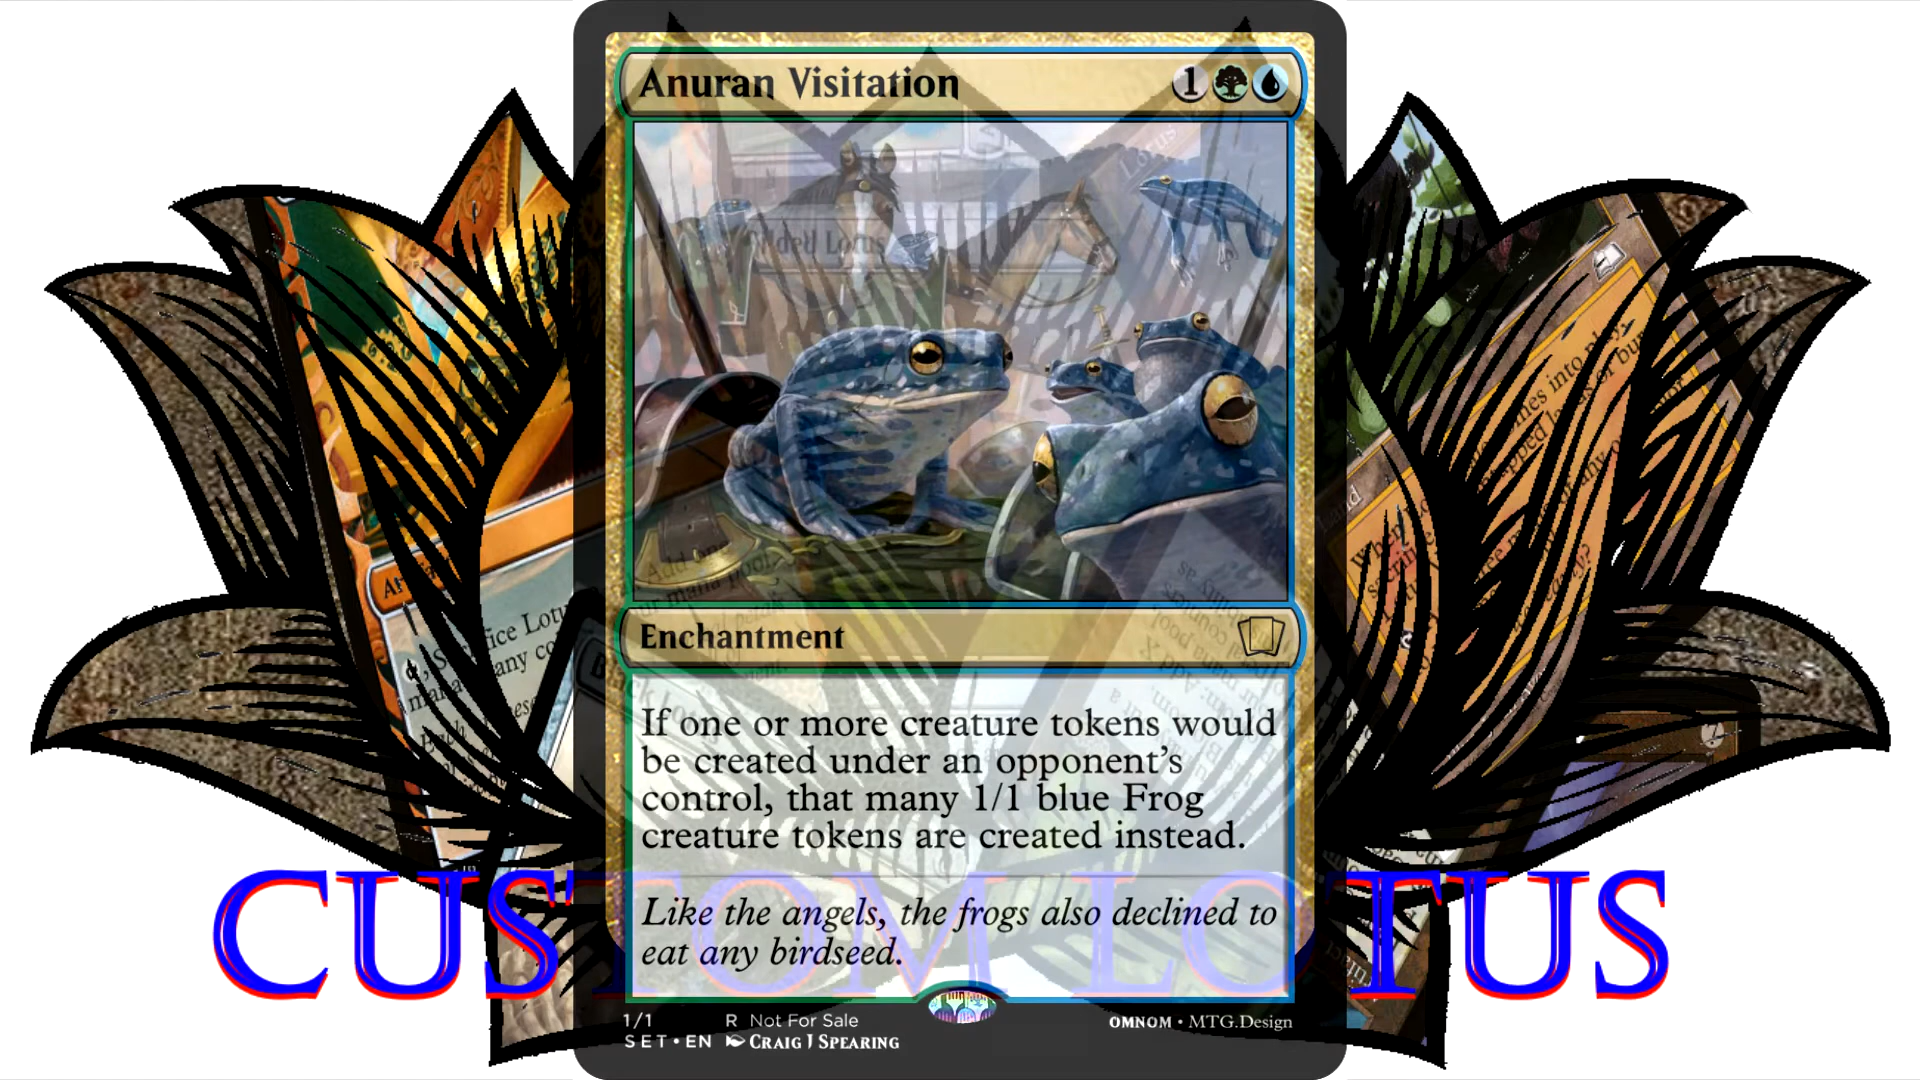 Anuran Visitation
1
Gilded Lotus
Enchantment
If one or more creature tokens would
be created under an opponent's
control, that many 1/1 blue Frog
creature tokens are created instead.
Like the angels, the frogs also declined to
eat any birdseed.
CUSTOM LOTUS
1/1 R Not For Sale
SET • EN CRAIG J SPEARING
OMNOM • MTG.Design